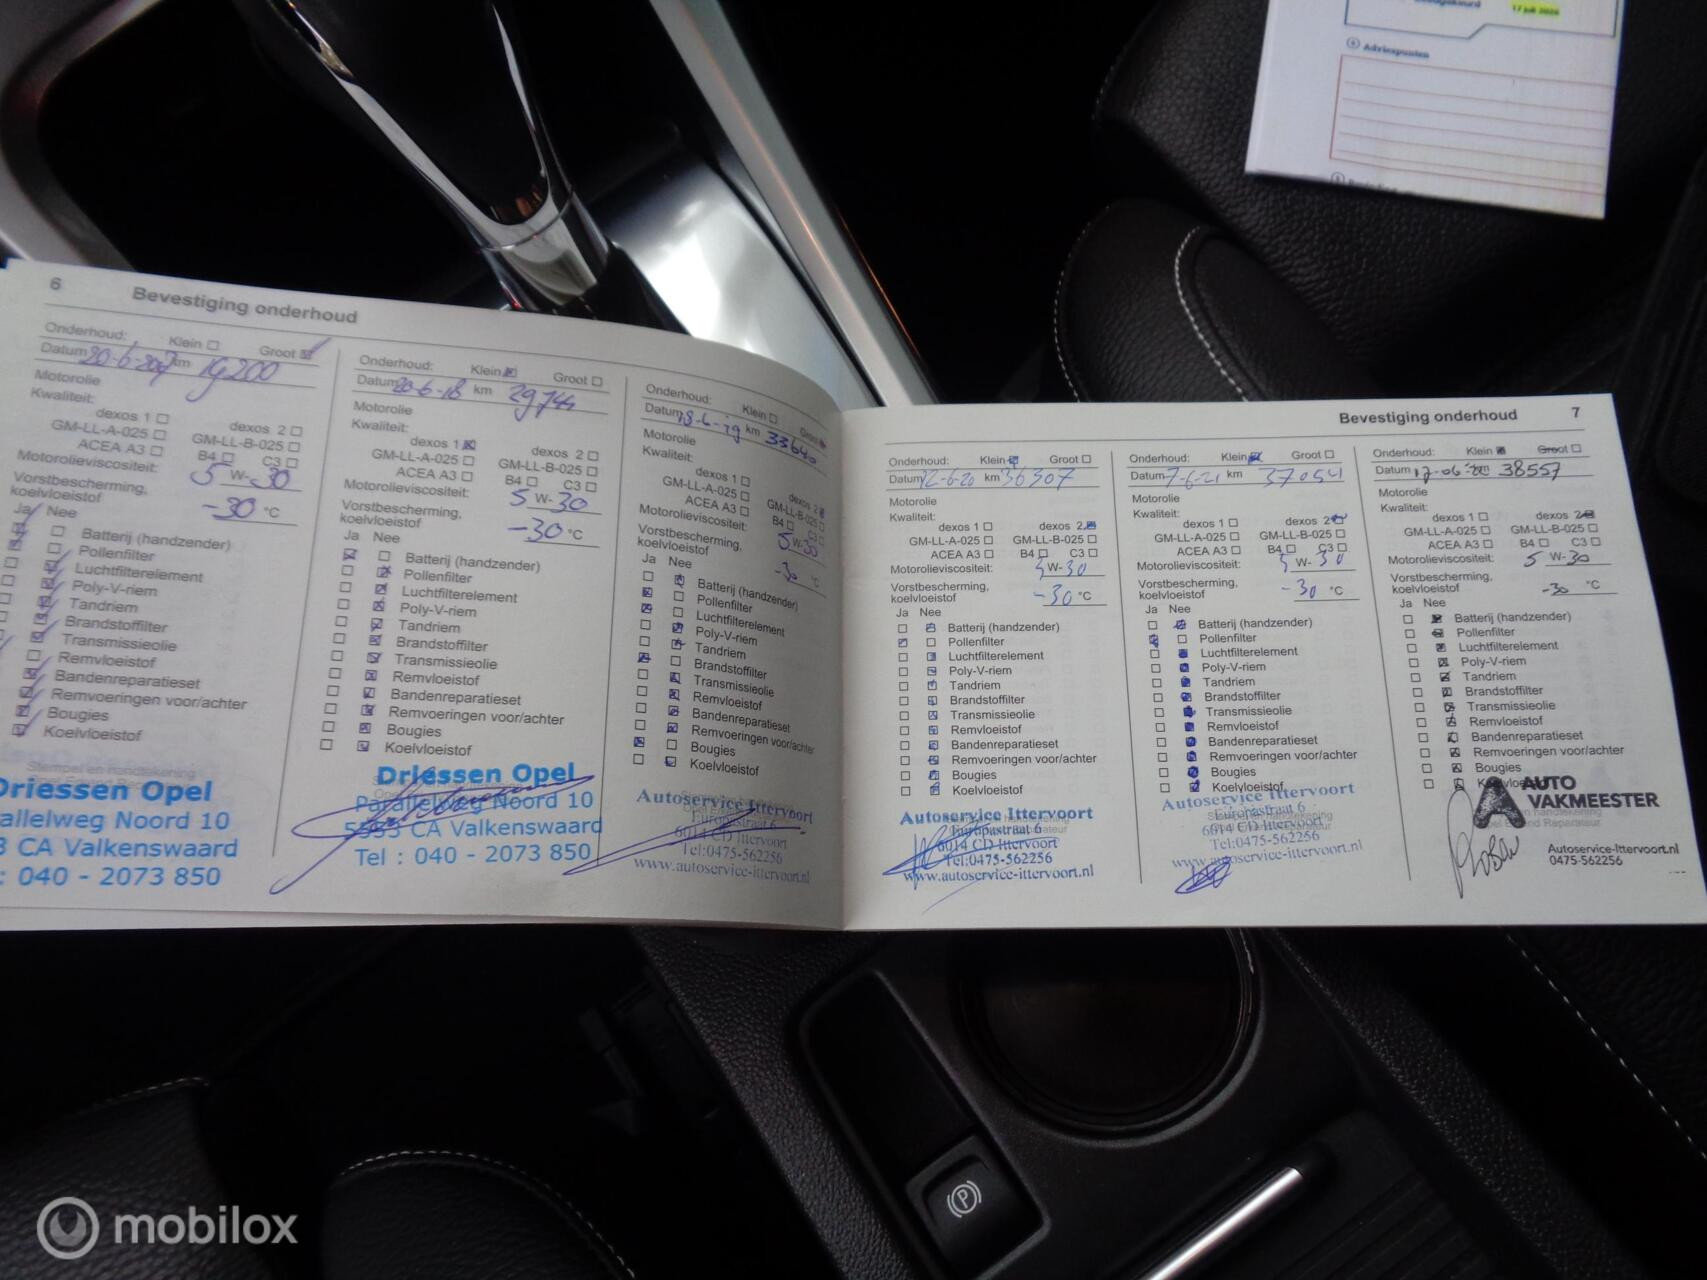 17 juli 2026
5 Adviespunten
6 Bevestiging onderhoud
Onderhoud: Klein Groot
Datum 20-6-2017 km 19200
Motorolie
Kwaliteit:
dexos 1 dexos 2
GM-LL-A-025 GM-LL-B-025
ACEA A3 B4 C3
Motorolieviscositeit: 5 W-30
Vorstbescherming,
koelvloeistof -30 °C
Ja Nee
Batterij (handzender)
Pollenfilter
Luchtfilterelement
Poly-V-riem
Tandriem
Brandstoffilter
Transmissieolie
Remvloeistof
Bandenreparatieset
Remvoeringen voor/achter
Bougies
Koelvloeistof
Stempel en handtekening
Driessen Opel
allelweg Noord 10
3 CA Valkenswaard
: 040 - 2073 850
Onderhoud: Klein Groot
Datum 20-6-18 km 29744
Motorolie
Kwaliteit:
dexos 1 dexos 2
GM-LL-A-025 GM-LL-B-025
ACEA A3 B4 C3
Motorolieviscositeit: 5 W-30
Vorstbescherming,
koelvloeistof -30 °C
Ja Nee
Batterij (handzender)
Pollenfilter
Luchtfilterelement
Poly-V-riem
Tandriem
Brandstoffilter
Transmissieolie
Remvloeistof
Bandenreparatieset
Remvoeringen voor/achter
Bougies
Koelvloeistof
Driessen Opel
Parallelweg Noord 10
5553 CA Valkenswaard
Tel : 040 - 2073 850
Onderhoud: Klein Groot
Datum 18-6-19 km 33640
Motorolie
Kwaliteit:
dexos 1 dexos 2
GM-LL-A-025 GM-LL-B-025
ACEA A3 B4 C3
Motorolieviscositeit: 5 W-30
Vorstbescherming,
koelvloeistof -30 °C
Ja Nee
Batterij (handzender)
Pollenfilter
Luchtfilterelement
Poly-V-riem
Tandriem
Brandstoffilter
Transmissieolie
Remvloeistof
Bandenreparatieset
Remvoeringen voor/achter
Bougies
Koelvloeistof
Autoservice Ittervoort
Europastraat 6
6014 CD Ittervoort
Tel:0475-562256
www.autoservice-ittervoort.nl
Bevestiging onderhoud 7
Onderhoud: Klein Groot
Datum 12-6-20 km 36307
Motorolie
Kwaliteit:
dexos 1 dexos 2
GM-LL-A-025 GM-LL-B-025
ACEA A3 B4 C3
Motorolieviscositeit: 5 W-30
Vorstbescherming,
koelvloeistof -30 °C
Ja Nee
Batterij (handzender)
Pollenfilter
Luchtfilterelement
Poly-V-riem
Tandriem
Brandstoffilter
Transmissieolie
Remvloeistof
Bandenreparatieset
Remvoeringen voor/achter
Bougies
Koelvloeistof
Autoservice Ittervoort
Europastraat 6
6014 CD Ittervoort
Tel:0475-562256
www.autoservice-ittervoort.nl
Onderhoud: Klein Groot
Datum 7-6-21 km 37054
Motorolie
Kwaliteit:
dexos 1 dexos 2
GM-LL-A-025 GM-LL-B-025
ACEA A3 B4 C3
Motorolieviscositeit: 5 W-30
Vorstbescherming,
koelvloeistof -30 °C
Ja Nee
Batterij (handzender)
Pollenfilter
Luchtfilterelement
Poly-V-riem
Tandriem
Brandstoffilter
Transmissieolie
Remvloeistof
Bandenreparatieset
Remvoeringen voor/achter
Bougies
Koelvloeistof
Autoservice Ittervoort
Europastraat 6
6014 CD Ittervoort
Tel:0475-562256
www.autoservice-ittervoort.nl
Onderhoud: Klein Groot
Datum 17-06 km 38557
Motorolie
Kwaliteit:
dexos 1 dexos 2
GM-LL-A-025 GM-LL-B-025
ACEA A3 B4 C3
Motorolieviscositeit: 5 W-30
Vorstbescherming,
koelvloeistof -30 °C
Ja Nee
Batterij (handzender)
Pollenfilter
Luchtfilterelement
Poly-V-riem
Tandriem
Brandstoffilter
Transmissieolie
Remvloeistof
Bandenreparatieset
Remvoeringen voor/achter
Bougies
Koelvloeistof
AUTO
VAKMEESTER
Autoservice-Ittervoort.nl
0475-562256
P
mobilox